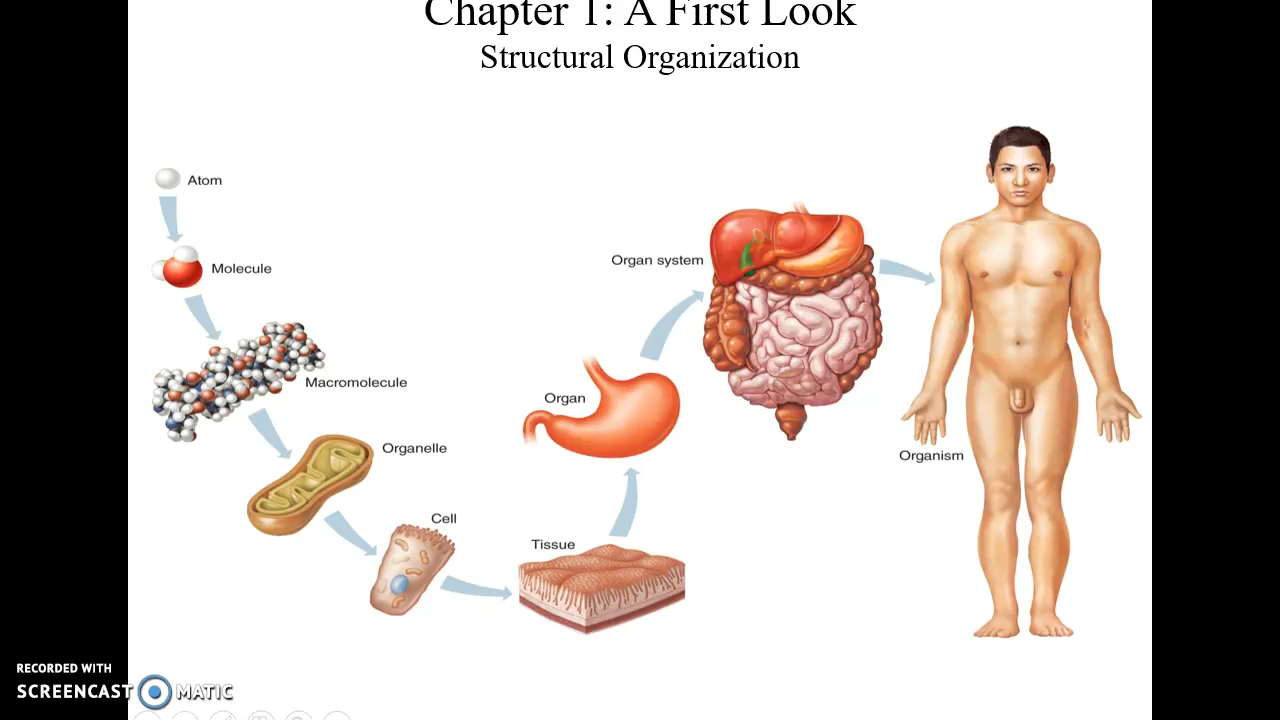 Chapter 1: A First Look
Structural Organization
Atom
Molecule
Macromolecule
Organelle
Cell
Tissue
Organ
Organ system
Organism
RECORDED WITH
SCREENCAST MATIC